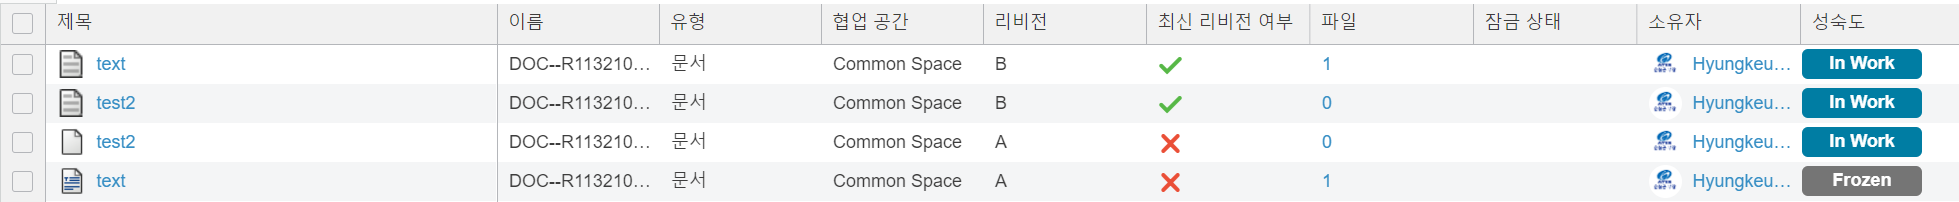 제목 이름 유형 협업 공간 리비전 최신 리비전 여부 파일 잠금 상태 소유자 성숙도
text DOC--R113210... 문서 Common Space B 1 Hyungkeu... In Work
test2 DOC--R113210... 문서 Common Space B 0 Hyungkeu... In Work
test2 DOC--R113210... 문서 Common Space A 0 Hyungkeu... In Work
text DOC--R113210... 문서 Common Space A 1 Hyungkeu... Frozen